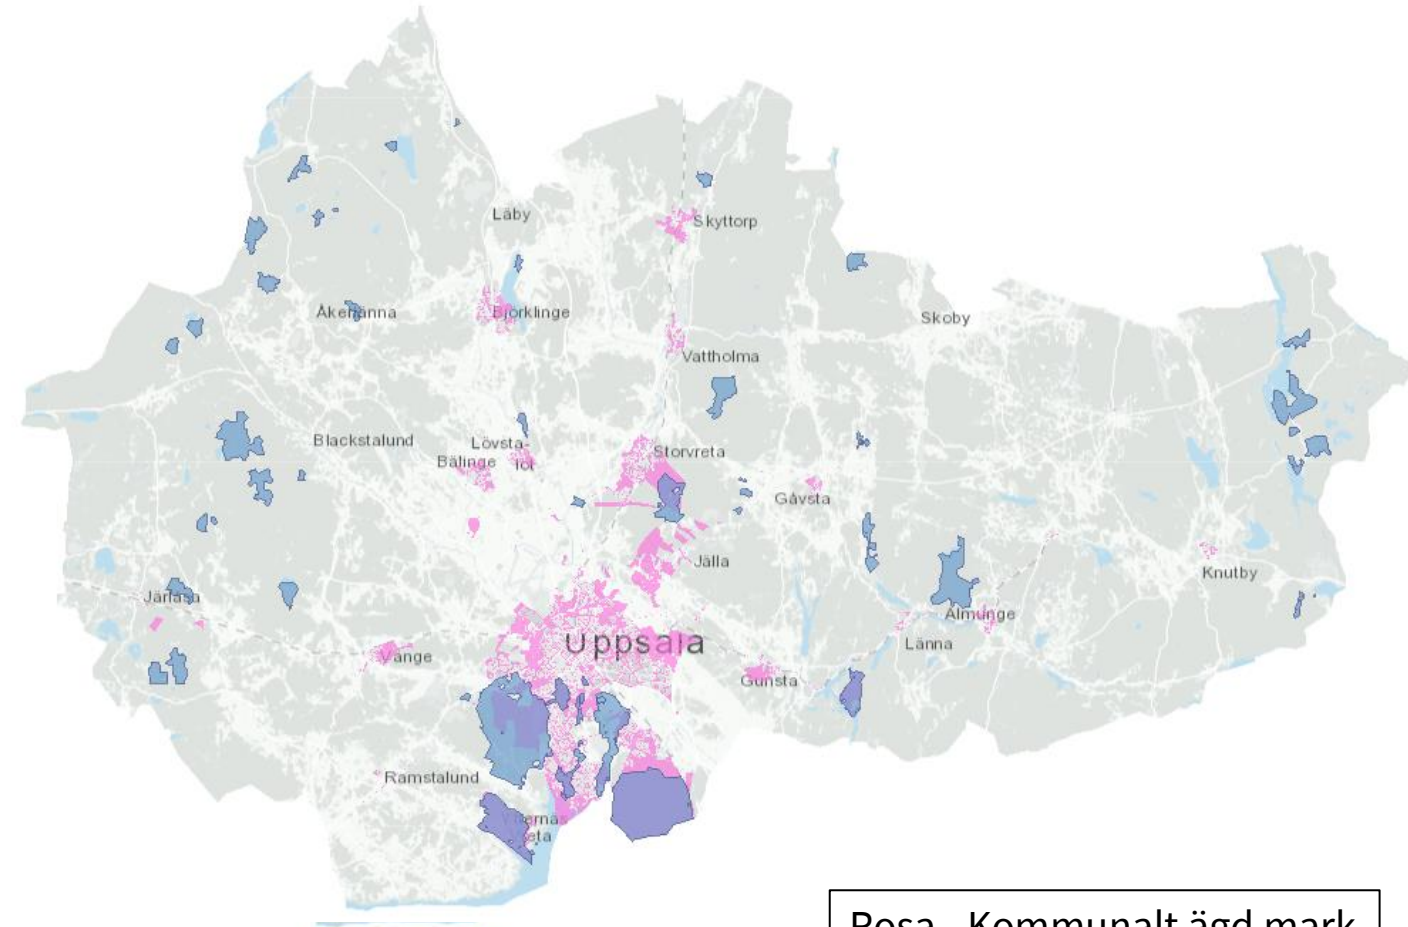 Läby
Skyttorp
Åkerlänna
Björklinge
Skoby
Vattholma
Blackstalund
Lövsta-
Storvreta
Bälinge
Gåvsta
Jälla
Knutby
Järlåsa
Almunge
Uppsala
Länna
Vänge
Gunsta
Ramstalund
Rosa - Kommunalt ägd mark